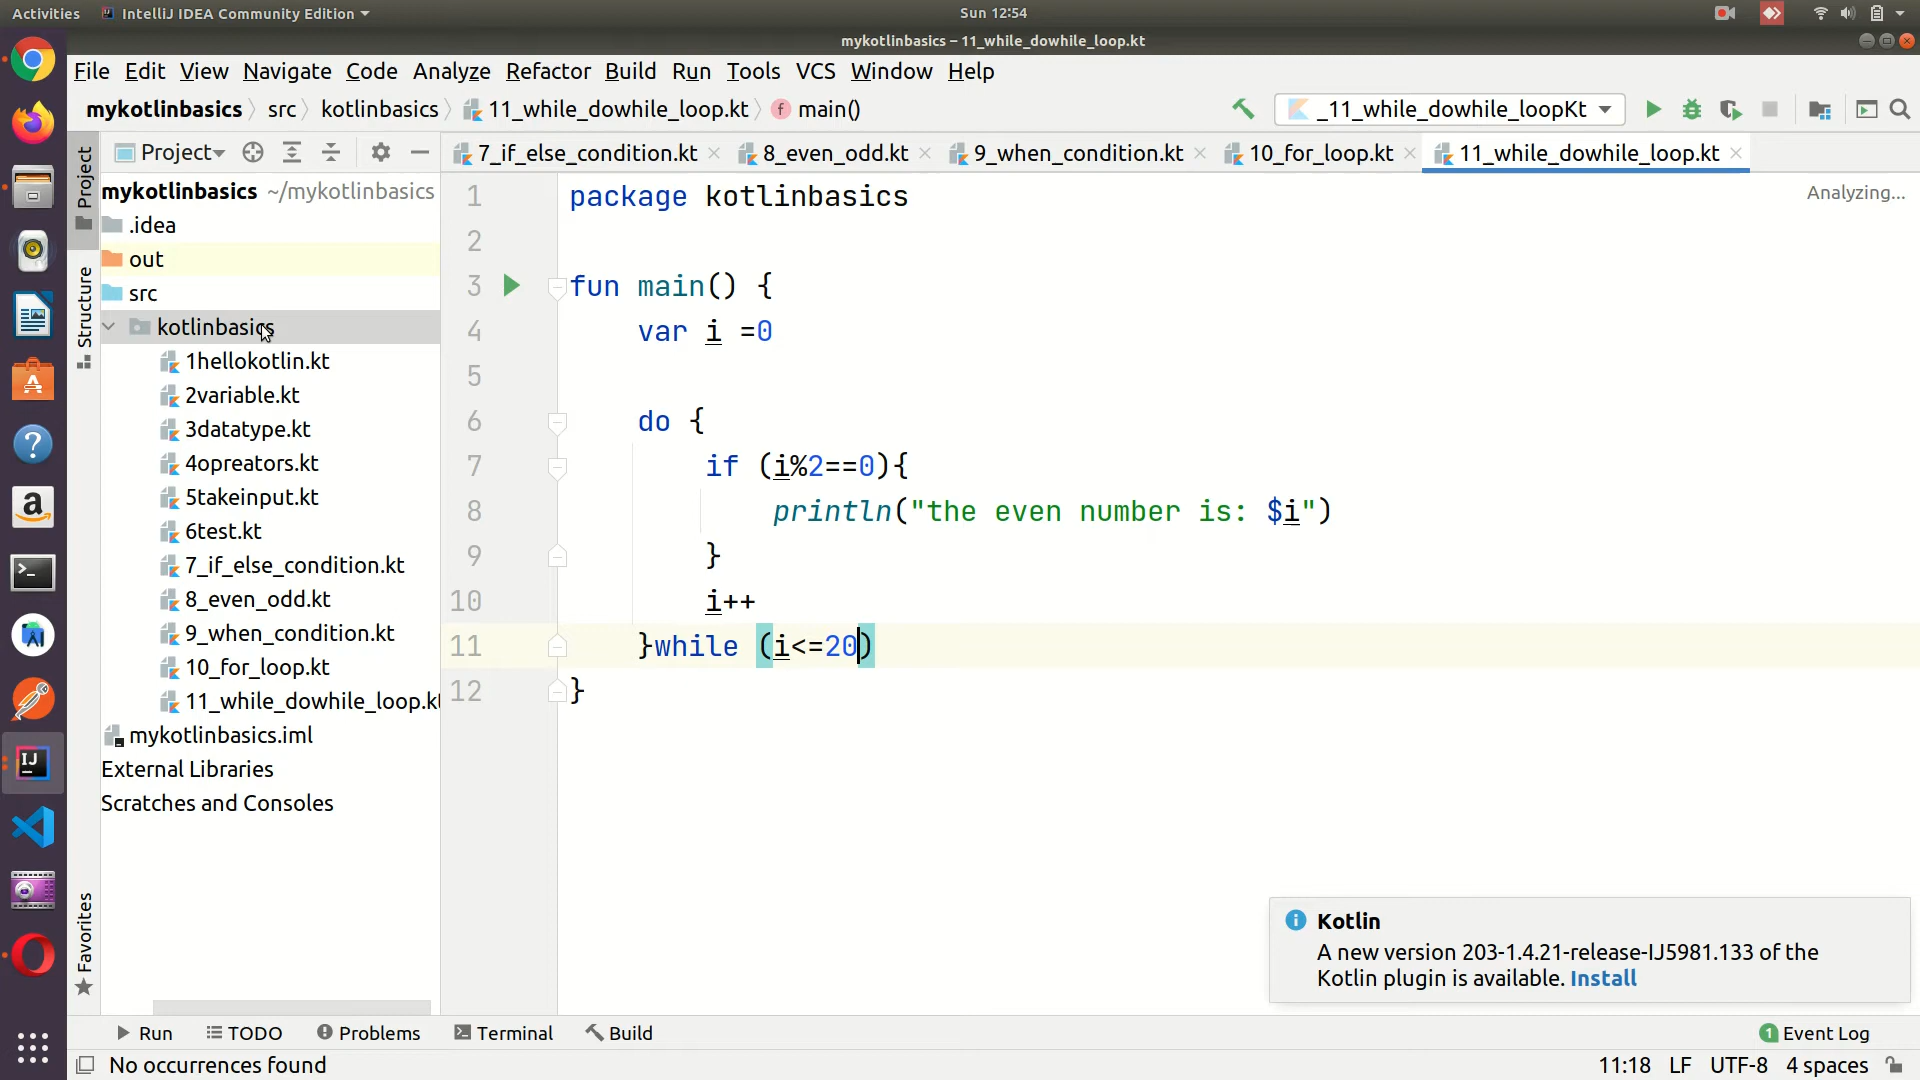 Activities IntelliJ IDEA Community Edition Sun 12:54
mykotlinbasics – 11_while_dowhile_loop.kt
File Edit View Navigate Code Analyze Refactor Build Run Tools VCS Window Help
mykotlinbasics src kotlinbasics 11_while_dowhile_loop.kt f main() _11_while_dowhile_loopKt
Project 7_if_else_condition.kt 8_even_odd.kt 9_when_condition.kt 10_for_loop.kt 11_while_dowhile_loop.kt
Project
Structure
Favorites
mykotlinbasics ~/mykotlinbasics
.idea
out
src
kotlinbasics
1hellokotlin.kt
2variable.kt
3datatype.kt
4opreators.kt
5takeinput.kt
6test.kt
7_if_else_condition.kt
8_even_odd.kt
9_when_condition.kt
10_for_loop.kt
11_while_dowhile_loop.kt
mykotlinbasics.iml
External Libraries
Scratches and Consoles
Analyzing...
1 package kotlinbasics
2
3 fun main() {
4 var i =0
5
6 do {
7 if (i%2==0){
8 println("the even number is: $i")
9 }
10 i++
11 }while (i<=20)
12 }
Kotlin
A new version 203-1.4.21-release-IJ5981.133 of the
Kotlin plugin is available. Install
Run TODO Problems Terminal Build 1 Event Log
No occurrences found 11:18 LF UTF-8 4 spaces